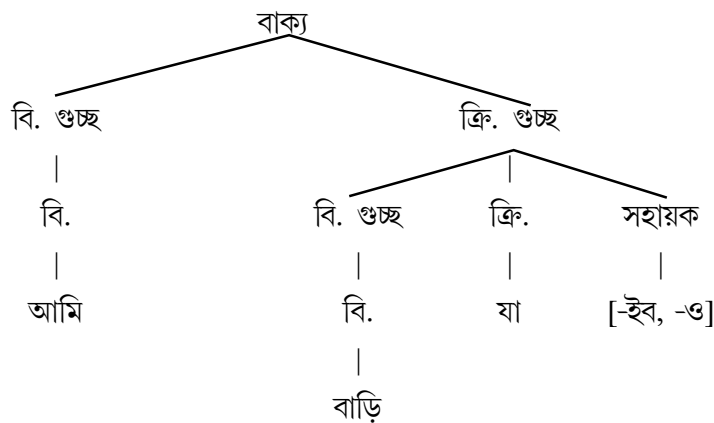 বাক্য
বি. গুচ্ছ ক্রি. গুচ্ছ
বি. বি. গুচ্ছ ক্রি. সহায়ক
আমি বি. যা [-ইব, -ও]
বাড়ি